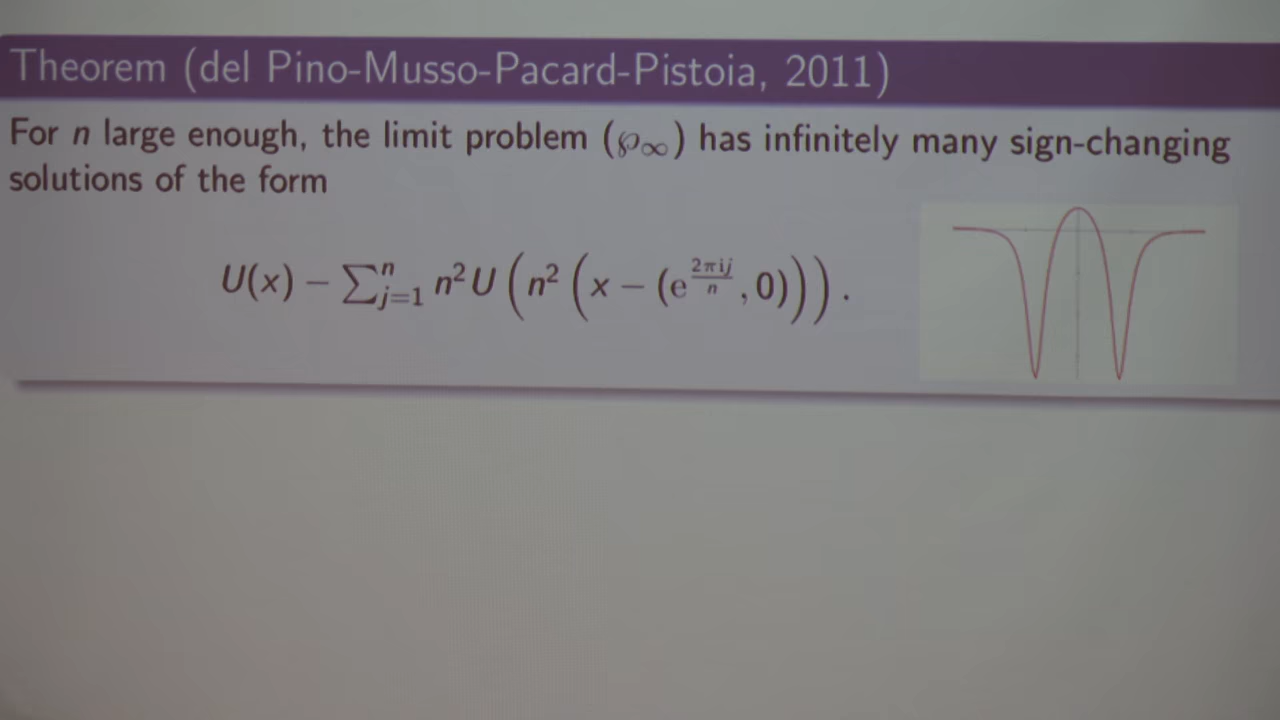 Theorem (del Pino-Musso-Pacard-Pistoia, 2011)
For n large enough, the limit problem (℘∞) has infinitely many sign-changing
solutions of the form
U(x) − ∑ⁿⱼ₌₁ n²U(n²(x − (e^{2πij/n}, 0))).